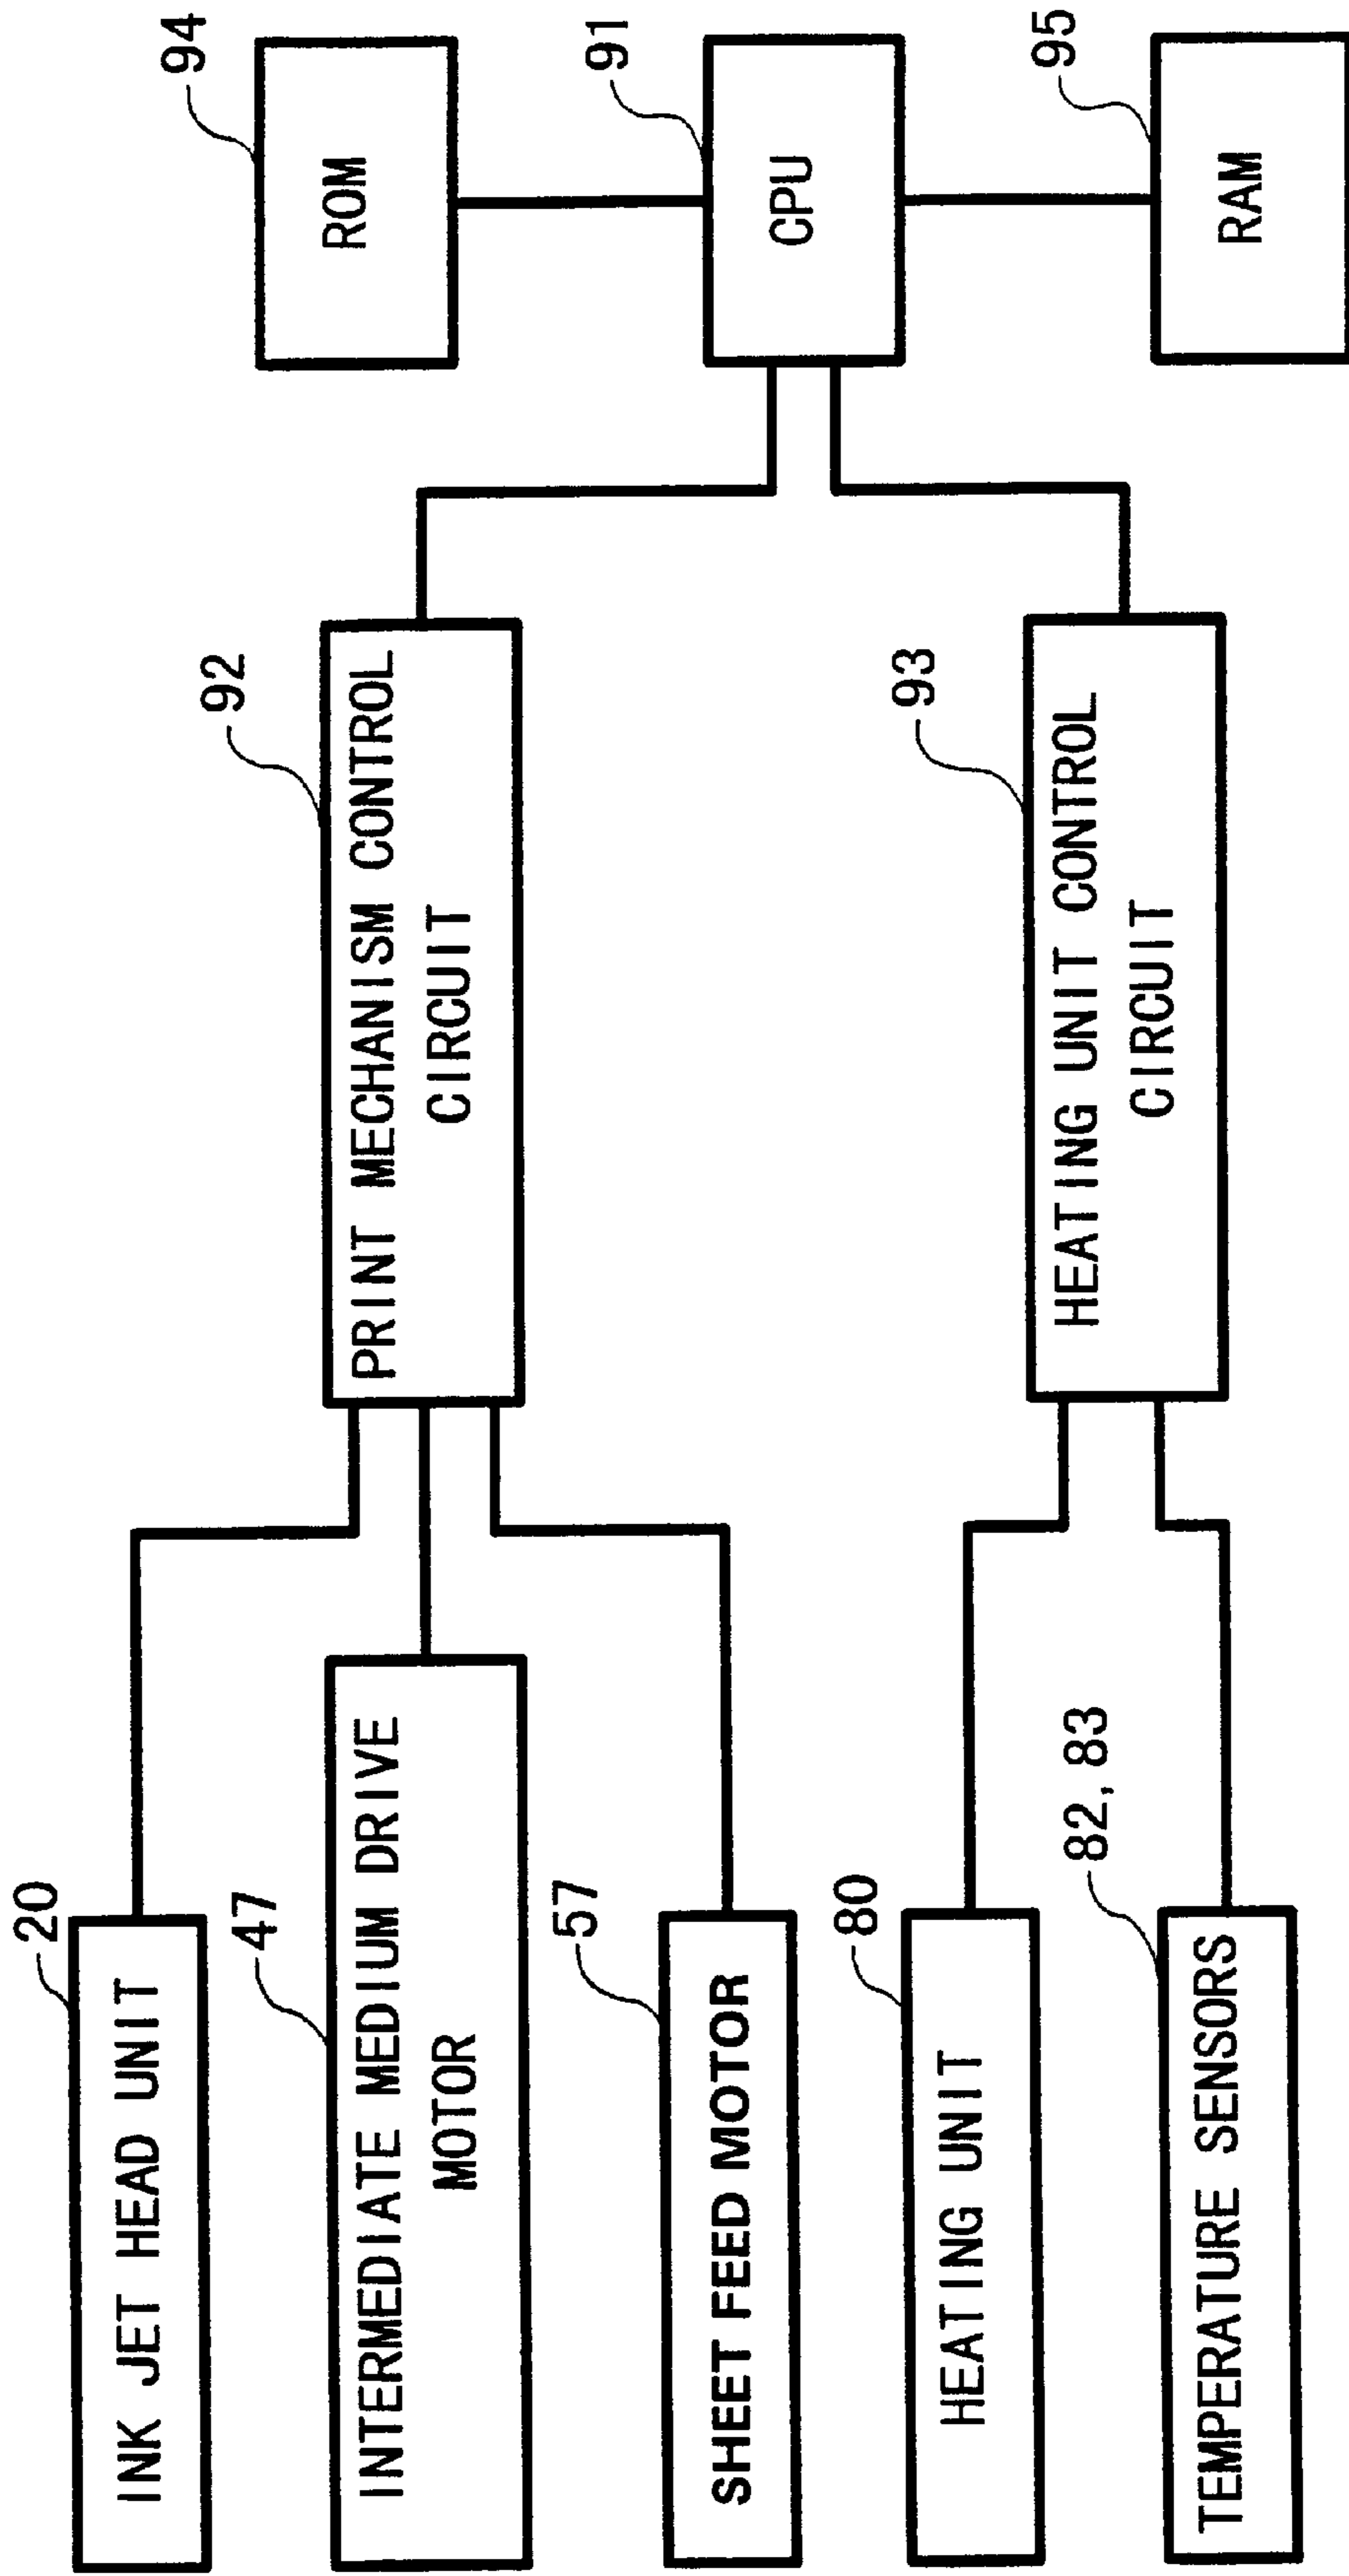 20
INK JET HEAD UNIT
47
INTERMEDIATE MEDIUM DRIVE
MOTOR
57
SHEET FEED MOTOR
80
HEATING UNIT
82, 83
TEMPERATURE SENSORS
92
PRINT MECHANISM CONTROL
CIRCUIT
93
HEATING UNIT CONTROL
CIRCUIT
94
ROM
91
CPU
95
RAM